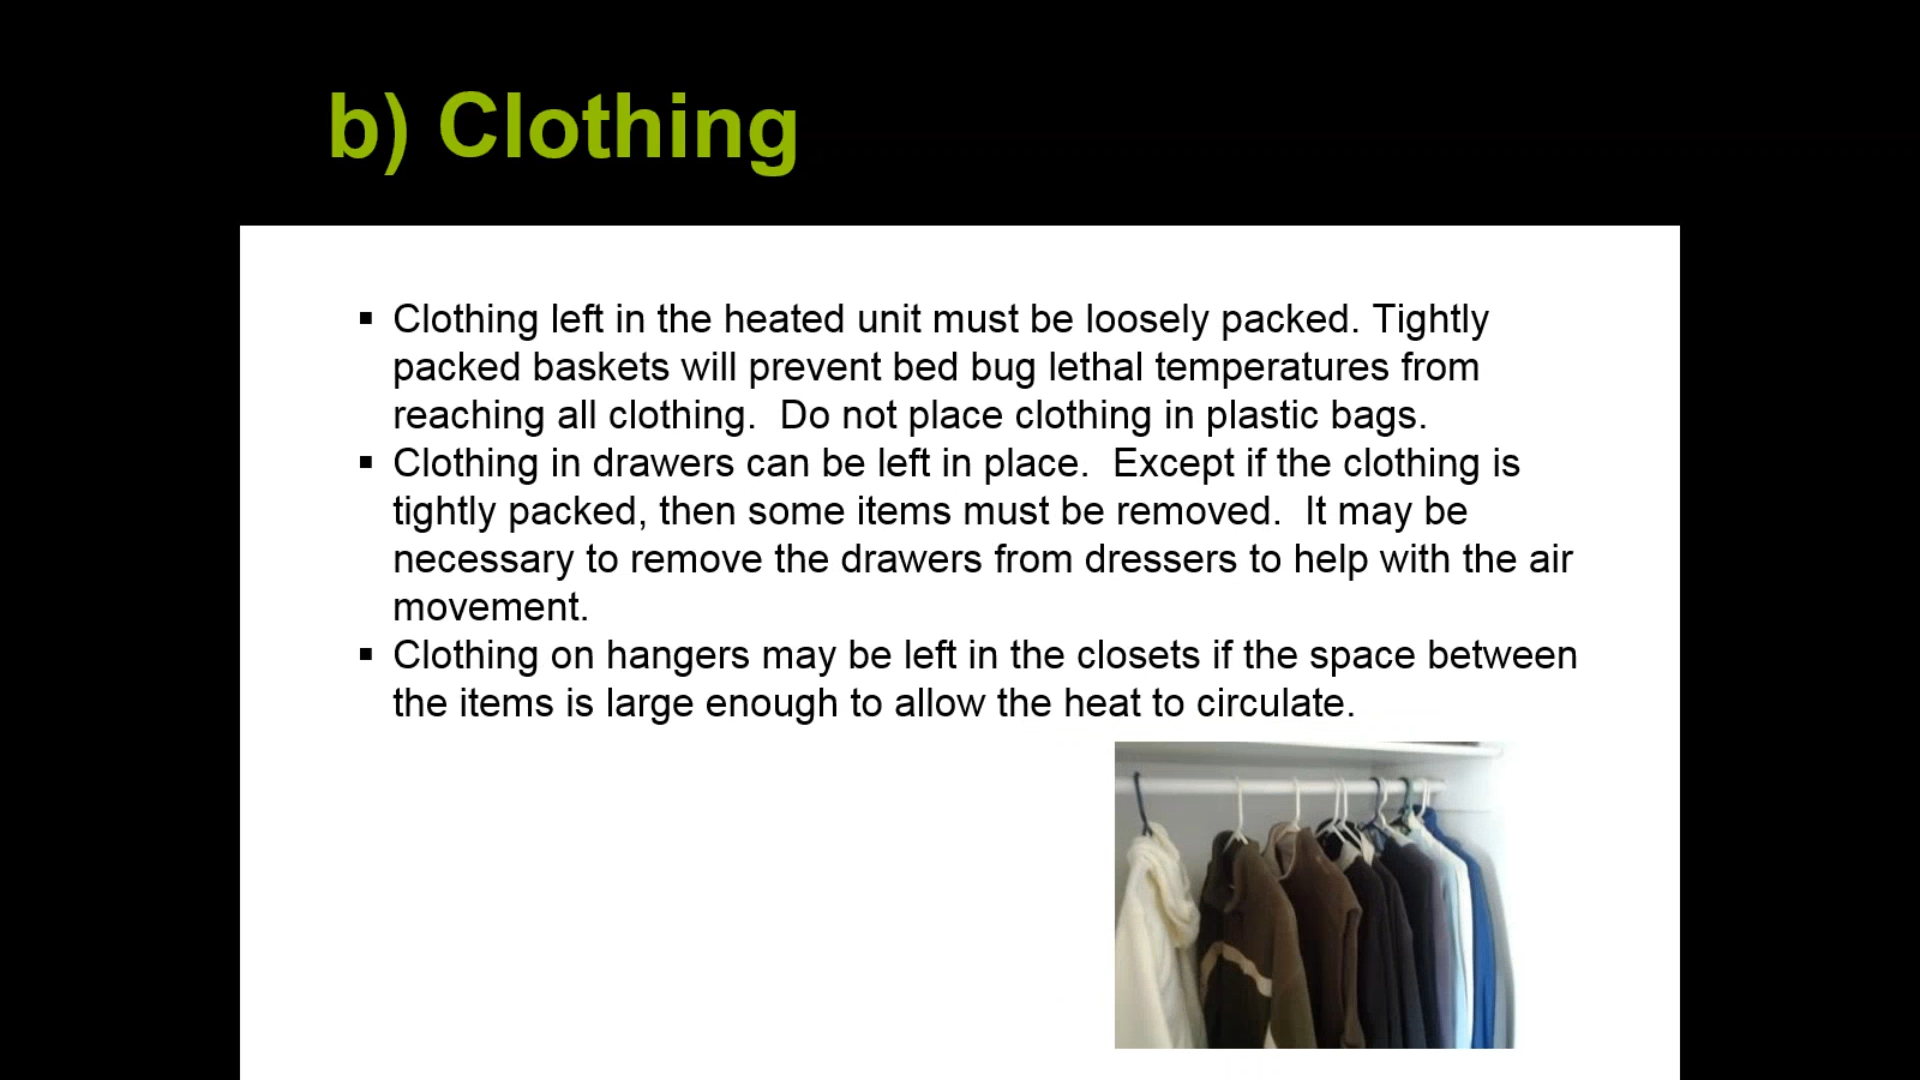 b) Clothing
▪ Clothing left in the heated unit must be loosely packed. Tightly
packed baskets will prevent bed bug lethal temperatures from
reaching all clothing.  Do not place clothing in plastic bags.
▪ Clothing in drawers can be left in place.  Except if the clothing is
tightly packed, then some items must be removed.  It may be
necessary to remove the drawers from dressers to help with the air
movement.
▪ Clothing on hangers may be left in the closets if the space between
the items is large enough to allow the heat to circulate.